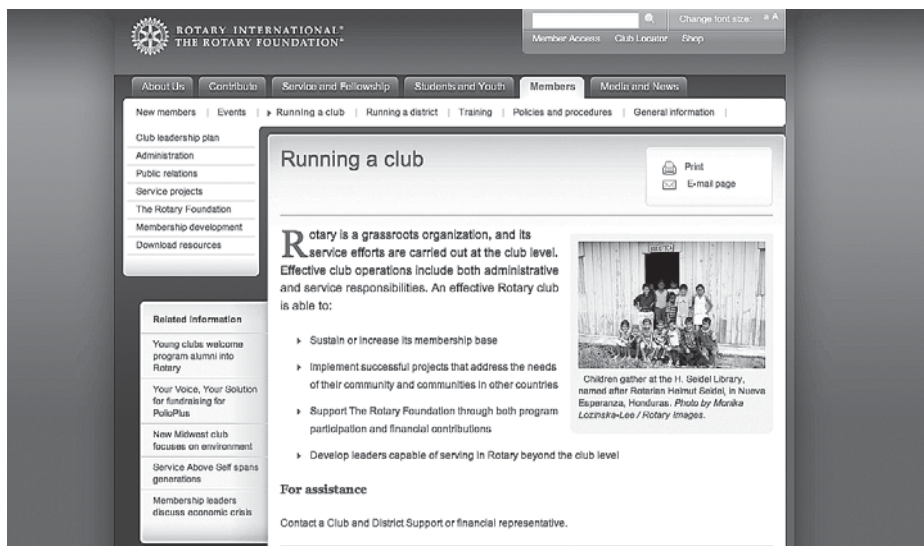 ROTARY INTERNATIONAL®
THE ROTARY FOUNDATION®
Change font size: a A
Member Access Club Locator Shop
About Us Contribute Service and Fellowship Students and Youth Members Media and News
New members | Events | Running a club | Running a district | Training | Policies and procedures | General information |
Club leadership plan
Administration
Public relations
Service projects
The Rotary Foundation
Membership development
Download resources
Running a club
Print
E-mail page
Rotary is a grassroots organization, and its
service efforts are carried out at the club level.
Effective club operations include both administrative
and service responsibilities. An effective Rotary club
is able to:
Sustain or increase its membership base
Implement successful projects that address the needs
of their community and communities in other countries
Support The Rotary Foundation through both program
participation and financial contributions
Develop leaders capable of serving in Rotary beyond the club level
Children gather at the H. Seidel Library,
named after Rotarian Helmut Seidel, in Nueva
Esperanza, Honduras. Photo by Monika
Lozinska-Lee / Rotary Images.
For assistance
Contact a Club and District Support or financial representative.
Related Information
Young clubs welcome
program alumni into
Rotary
Your Voice, Your Solution
for fundraising for
PolioPlus
New Midwest club
focuses on environment
Service Above Self spans
generations
Membership leaders
discuss economic crisis